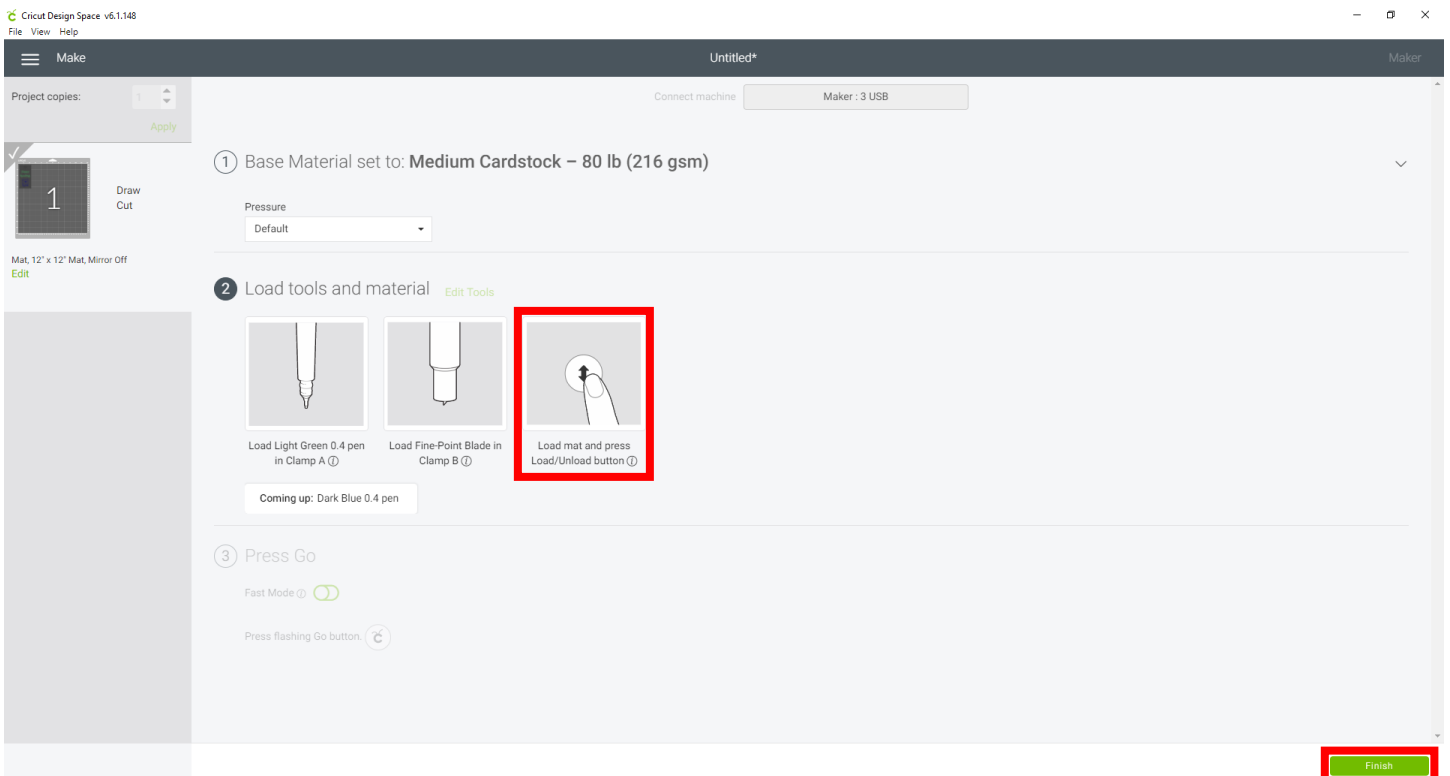 Cricut Design Space v6.1.148
File View Help
Make
Untitled*
Maker
Project copies:
1
Apply
Connect machine
Maker : 3 USB
1
Draw
Cut
Mat, 12" x 12" Mat, Mirror Off
Edit
1 Base Material set to: Medium Cardstock – 80 lb (216 gsm)
Pressure
Default
2 Load tools and material Edit Tools
Load Light Green 0.4 pen
in Clamp A i
Load Fine-Point Blade in
Clamp B i
Load mat and press
Load/Unload button i
Coming up: Dark Blue 0.4 pen
3 Press Go
Fast Mode i
Press flashing Go button.
Finish